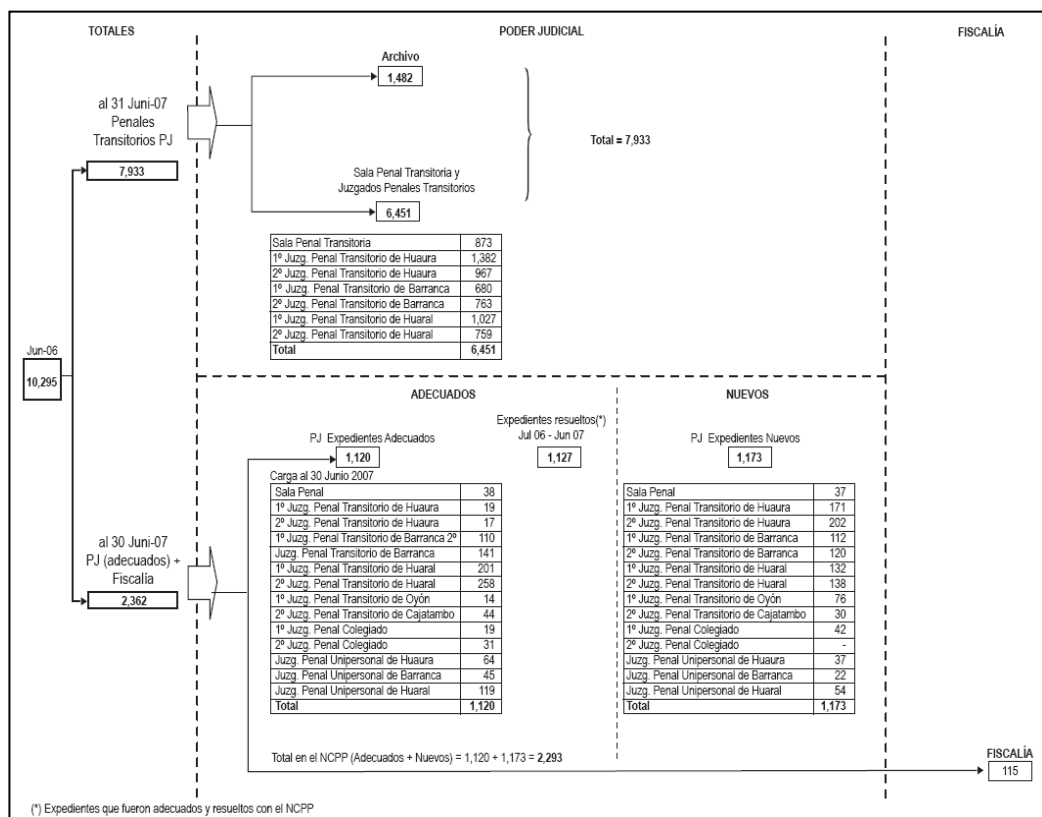 TOTALES
PODER JUDICIAL
FISCALÍA
Archivo
1,482
al 31 Juni-07
Penales
Transitorios PJ
7,933
Total = 7,933
Sala Penal Transitoria y
Juzgados Penales Transitorios
6,451
Sala Penal Transitoria 873
1º Juzg. Penal Transitorio de Huaura 1,382
2º Juzg. Penal Transitorio de Huaura 967
1º Juzg. Penal Transitorio de Barranca 680
2º Juzg. Penal Transitorio de Barranca 763
1º Juzg. Penal Transitorio de Huaral 1,027
2º Juzg. Penal Transitorio de Huaral 759
Total 6,451
Jun-06
10,295
ADECUADOS
NUEVOS
Expedientes resueltos(*)
Jul 06 - Jun 07
1,127
PJ Expedientes Adecuados
1,120
PJ Expedientes Nuevos
1,173
Carga al 30 Junio 2007
Sala Penal 38
1º Juzg. Penal Transitorio de Huaura 19
2º Juzg. Penal Transitorio de Huaura 17
1º Juzg. Penal Transitorio de Barranca 2º 110
Juzg. Penal Transitorio de Barranca 141
1º Juzg. Penal Transitorio de Huaral 201
2º Juzg. Penal Transitorio de Huaral 258
1º Juzg. Penal Transitorio de Oyón 14
2º Juzg. Penal Transitorio de Cajatambo 44
1º Juzg. Penal Colegiado 19
2º Juzg. Penal Colegiado 31
Juzg. Penal Unipersonal de Huaura 64
Juzg. Penal Unipersonal de Barranca 45
Juzg. Penal Unipersonal de Huaral 119
Total 1,120
Sala Penal 37
1º Juzg. Penal Transitorio de Huaura 171
2º Juzg. Penal Transitorio de Huaura 202
1º Juzg. Penal Transitorio de Barranca 112
2º Juzg. Penal Transitorio de Barranca 120
1º Juzg. Penal Transitorio de Huaral 132
2º Juzg. Penal Transitorio de Huaral 138
1º Juzg. Penal Transitorio de Oyón 76
2º Juzg. Penal Transitorio de Cajatambo 30
1º Juzg. Penal Colegiado 42
2º Juzg. Penal Colegiado -
Juzg. Penal Unipersonal de Huaura 37
Juzg. Penal Unipersonal de Barranca 22
Juzg. Penal Unipersonal de Huaral 54
Total 1,173
al 30 Juni-07
PJ (adecuados) +
Fiscalía
2,362
Total en el NCPP (Adecuados + Nuevos) = 1,120 + 1,173 = 2,293
FISCALÍA
115
(*) Expedientes que fueron adecuados y resueltos con el NCPP